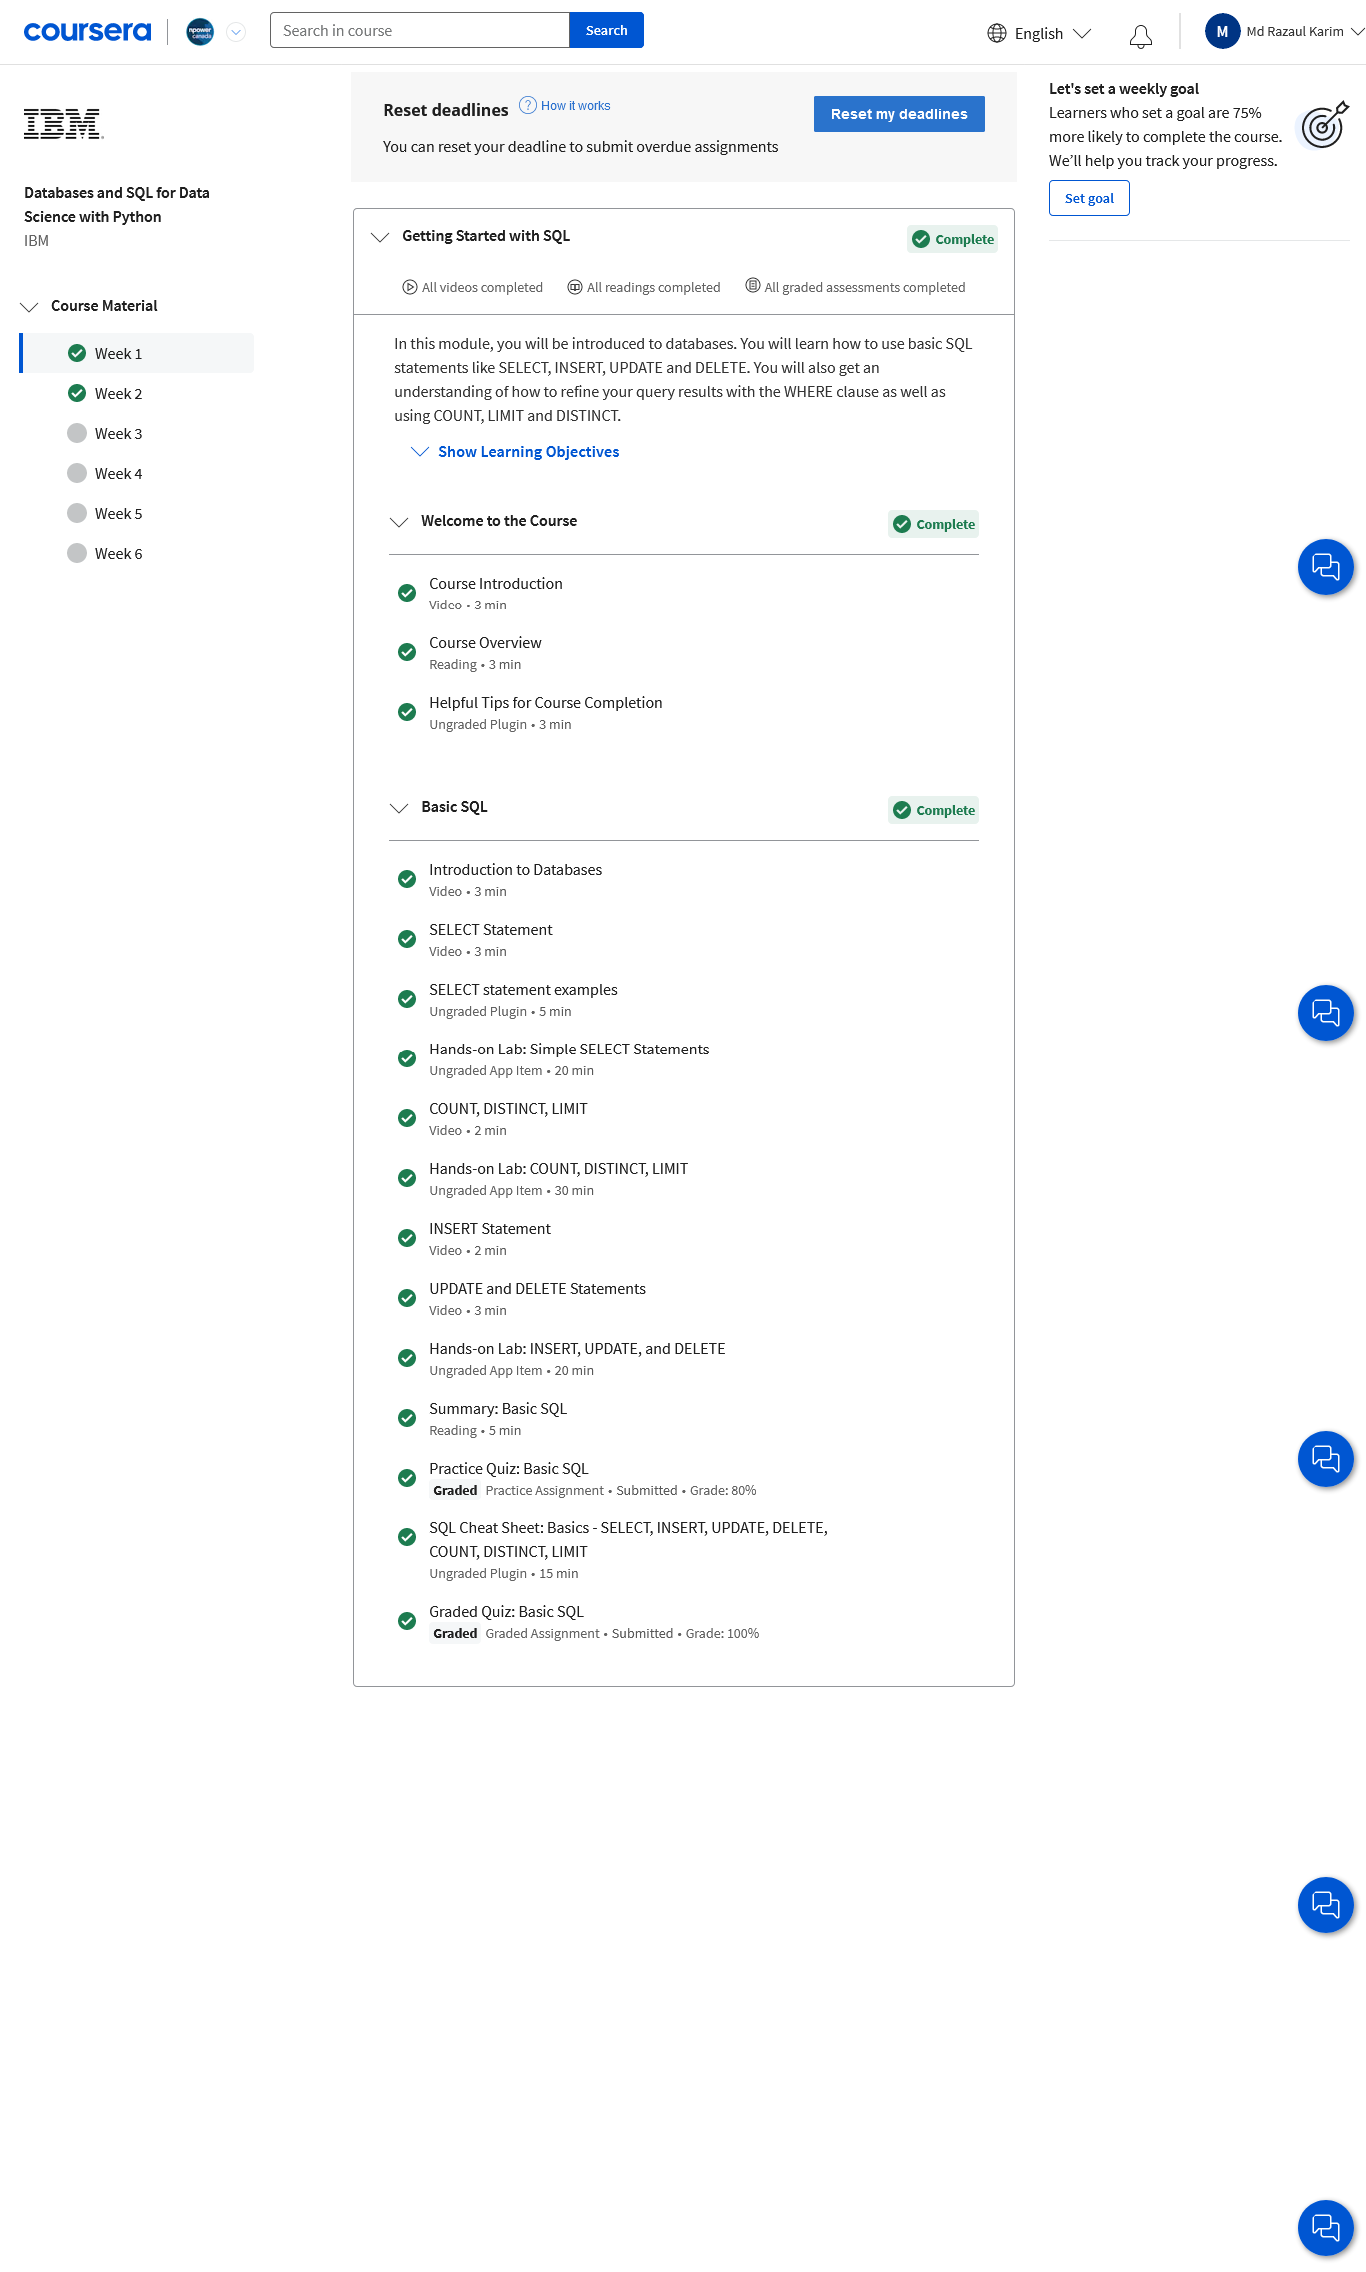 coursera
npower
canada
Search in course
Search
English
M
Md Razaul Karim
IBM
Databases and SQL for Data
Science with Python
IBM
Course Material
Week 1
Week 2
Week 3
Week 4
Week 5
Week 6
Reset deadlines
? How it works
You can reset your deadline to submit overdue assignments
Reset my deadlines
Getting Started with SQL
Complete
All videos completed
All readings completed
All graded assessments completed
In this module, you will be introduced to databases. You will learn how to use basic SQL
statements like SELECT, INSERT, UPDATE and DELETE. You will also get an
understanding of how to refine your query results with the WHERE clause as well as
using COUNT, LIMIT and DISTINCT.
Show Learning Objectives
Welcome to the Course
Complete
Course Introduction
Video • 3 min
Course Overview
Reading • 3 min
Helpful Tips for Course Completion
Ungraded Plugin • 3 min
Basic SQL
Complete
Introduction to Databases
Video • 3 min
SELECT Statement
Video • 3 min
SELECT statement examples
Ungraded Plugin • 5 min
Hands-on Lab: Simple SELECT Statements
Ungraded App Item • 20 min
COUNT, DISTINCT, LIMIT
Video • 2 min
Hands-on Lab: COUNT, DISTINCT, LIMIT
Ungraded App Item • 30 min
INSERT Statement
Video • 2 min
UPDATE and DELETE Statements
Video • 3 min
Hands-on Lab: INSERT, UPDATE, and DELETE
Ungraded App Item • 20 min
Summary: Basic SQL
Reading • 5 min
Practice Quiz: Basic SQL
Graded Practice Assignment • Submitted • Grade: 80%
SQL Cheat Sheet: Basics - SELECT, INSERT, UPDATE, DELETE,
COUNT, DISTINCT, LIMIT
Ungraded Plugin • 15 min
Graded Quiz: Basic SQL
Graded Graded Assignment • Submitted • Grade: 100%
Let's set a weekly goal
Learners who set a goal are 75%
more likely to complete the course.
We’ll help you track your progress.
Set goal